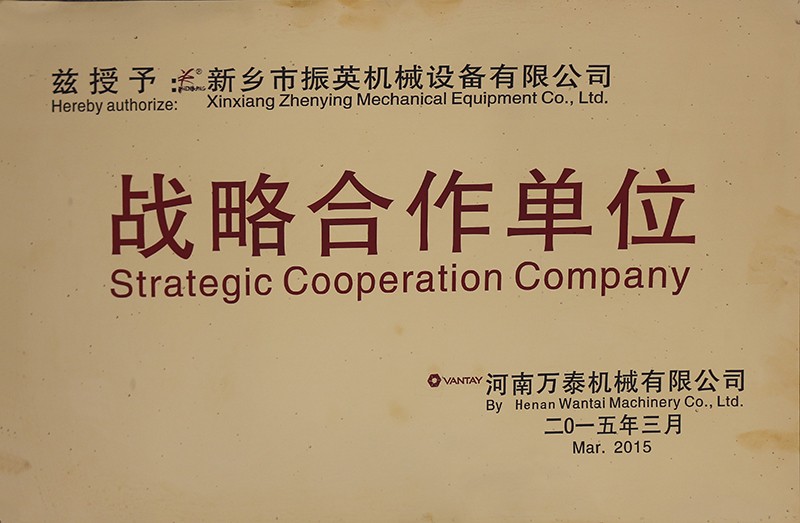 兹授予:新乡市振英机械设备有限公司
Hereby authorize: Xinxiang Zhenying Mechanical Equipment Co., Ltd.
战略合作单位
Strategic Cooperation Company
VANTAY 河南万泰机械有限公司
By Henan Wantai Machinery Co., Ltd.
二0一五年三月
Mar. 2015